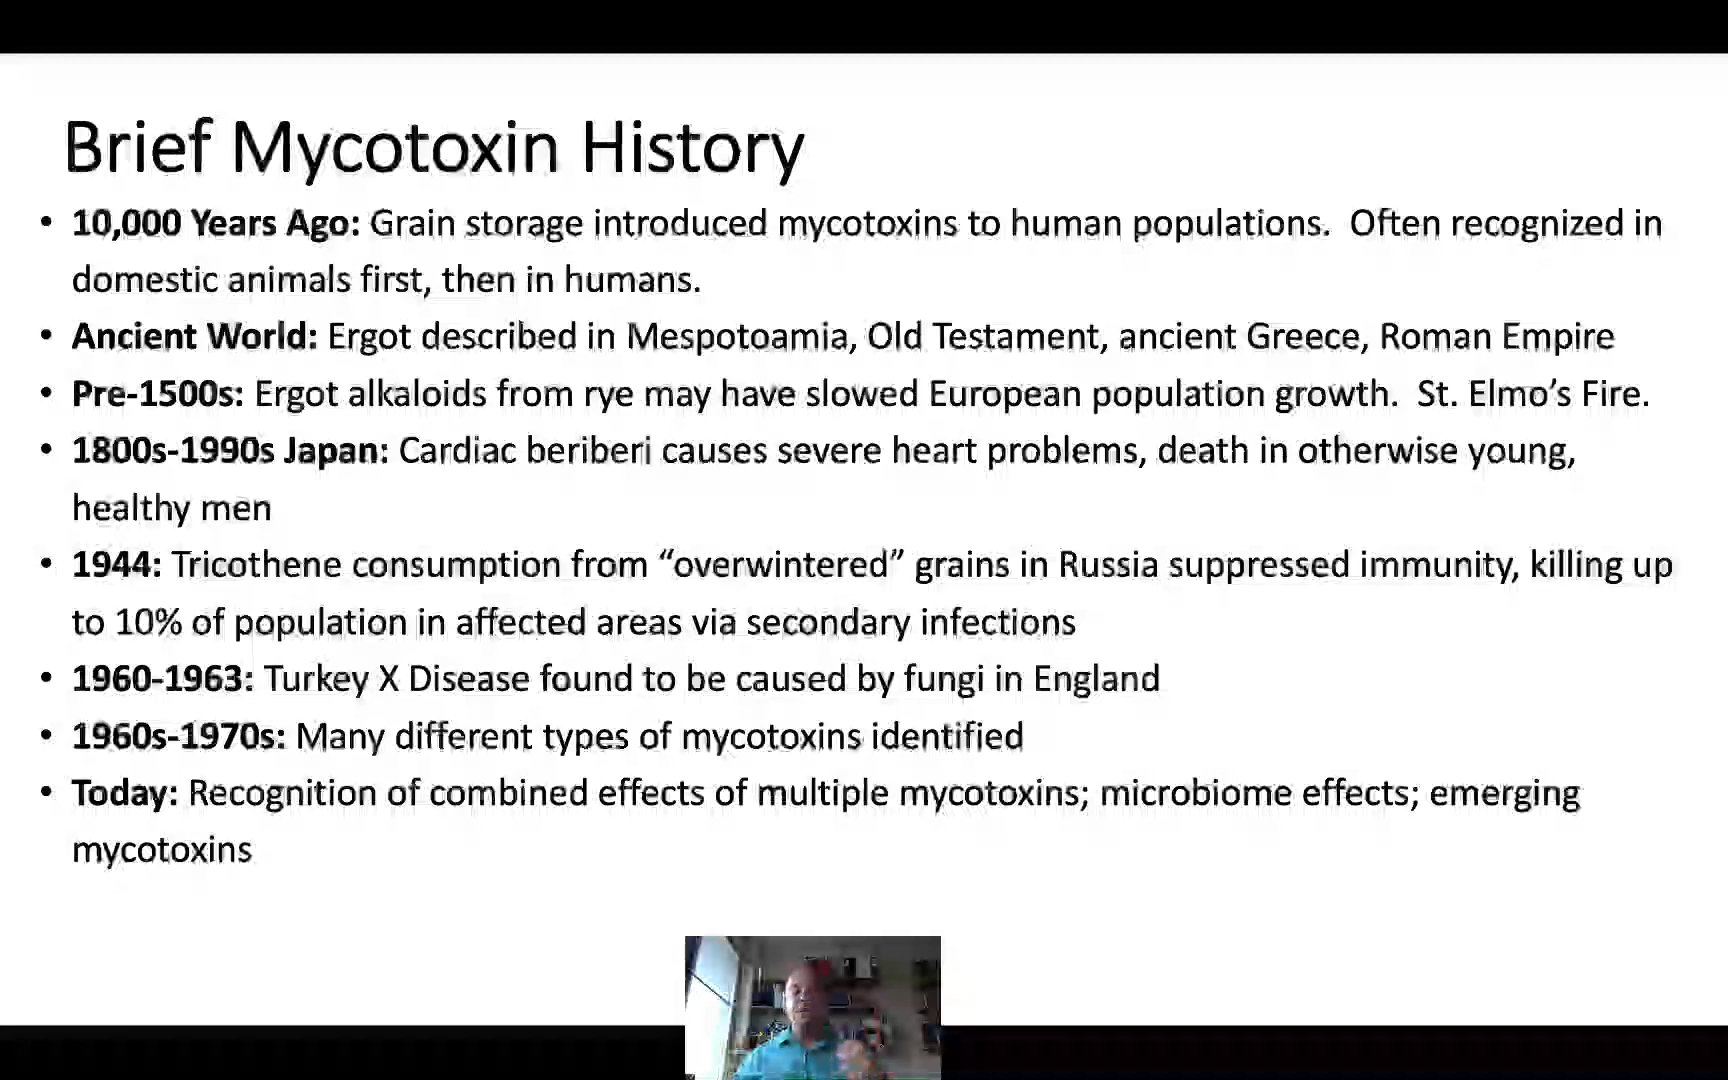 Brief Mycotoxin History
• 10,000 Years Ago: Grain storage introduced mycotoxins to human populations.  Often recognized in
domestic animals first, then in humans.
• Ancient World: Ergot described in Mespotoamia, Old Testament, ancient Greece, Roman Empire
• Pre-1500s: Ergot alkaloids from rye may have slowed European population growth.  St. Elmo’s Fire.
• 1800s-1990s Japan: Cardiac beriberi causes severe heart problems, death in otherwise young,
healthy men
• 1944: Tricothene consumption from “overwintered” grains in Russia suppressed immunity, killing up
to 10% of population in affected areas via secondary infections
• 1960-1963: Turkey X Disease found to be caused by fungi in England
• 1960s-1970s: Many different types of mycotoxins identified
• Today: Recognition of combined effects of multiple mycotoxins; microbiome effects; emerging
mycotoxins